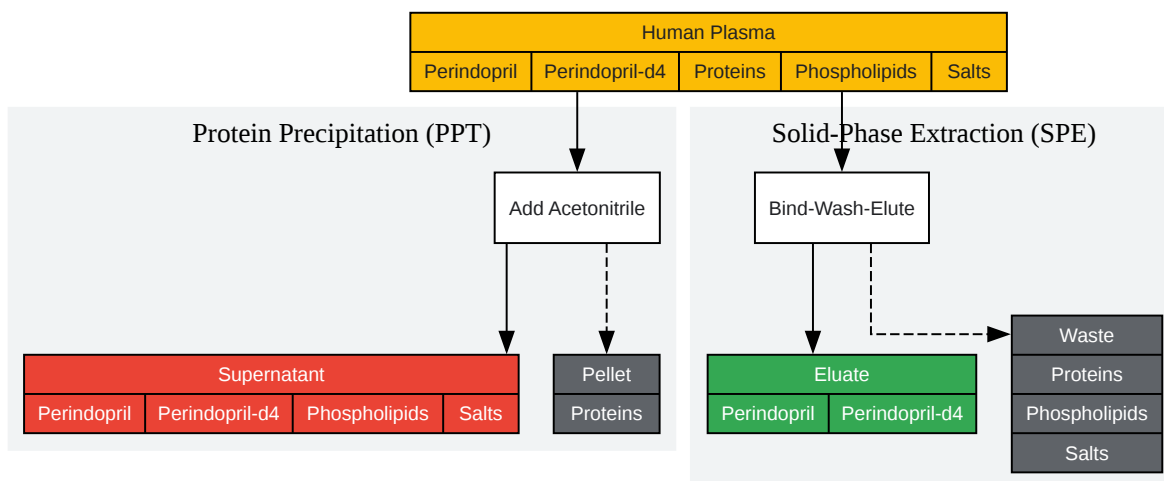 Human Plasma
Perindopril Perindopril-d4 Proteins Phospholipids Salts
Protein Precipitation (PPT)
Solid-Phase Extraction (SPE)
Add Acetonitrile
Bind-Wash-Elute
Supernatant
Perindopril Perindopril-d4 Phospholipids Salts
Pellet
Proteins
Eluate
Perindopril Perindopril-d4
Waste
Proteins
Phospholipids
Salts